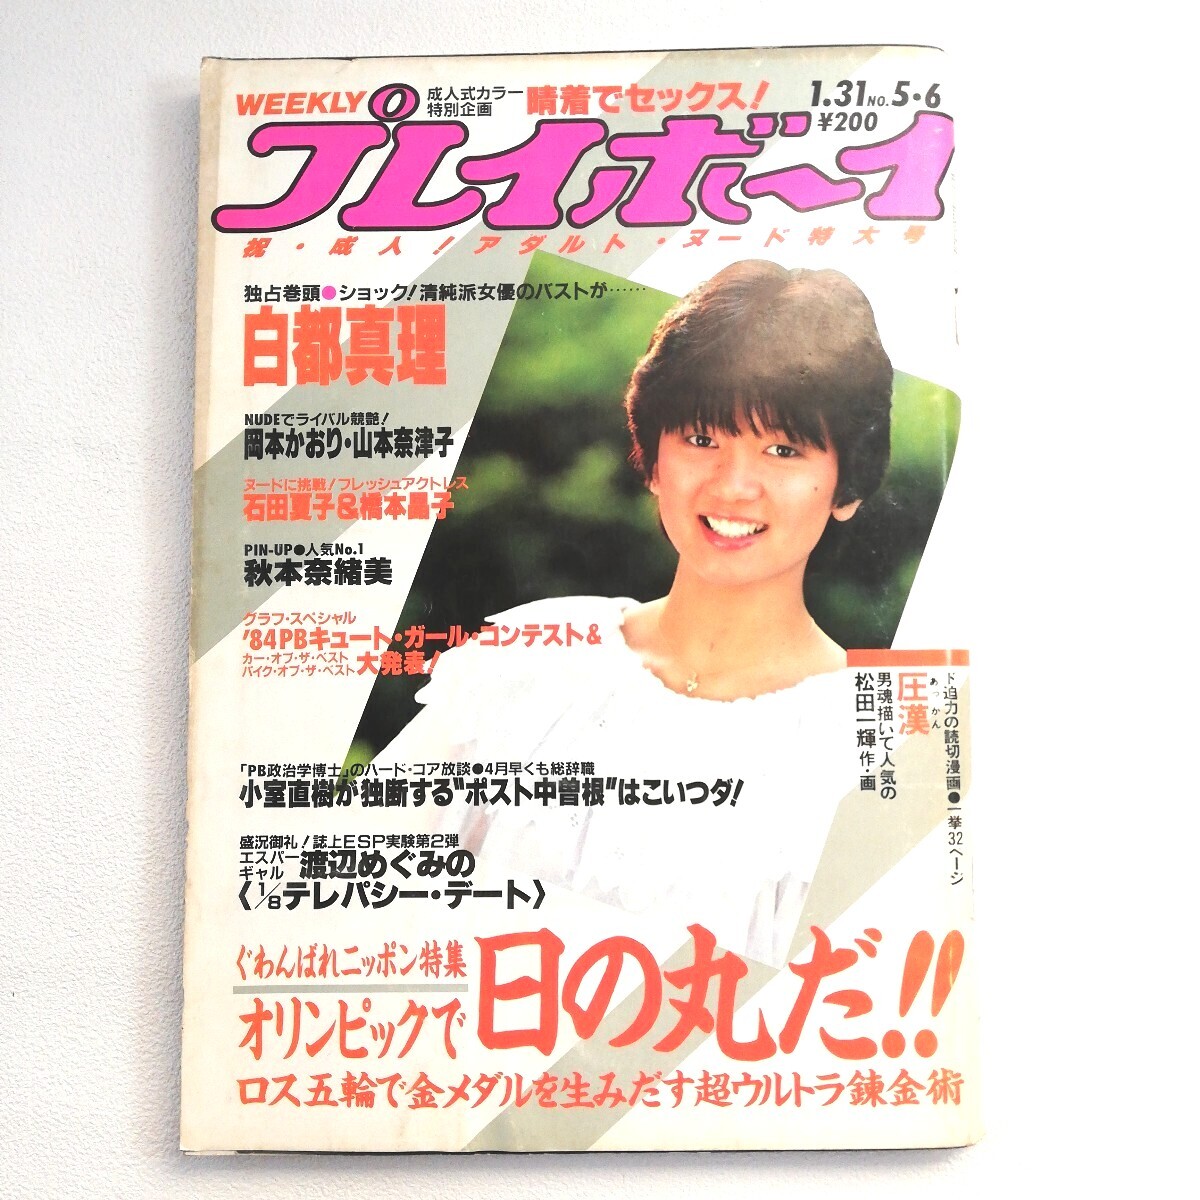 WEEKLY
成人式カラー
特別企画
晴着でセックス!
1.31 NO.5・6
¥200
プレイボーイ
祝・成人!アダルト・ヌード特大号
独占巻頭●ショック!清純派女優のバストが……
白都真理
NUDEでライバル競艶!
岡本かおり・山本奈津子
ヌードに挑戦!フレッシュアクトレス
石田夏子&橋本晶子
PIN-UP●人気No.1
秋本奈緒美
グラフ・スペシャル
'84PBキュート・ガール・コンテスト&
カー・オブ・ザ・ベスト
バイク・オブ・ザ・ベスト
大発表!
ド迫力の読切漫画●一挙32ページ
圧漢
あっかん
男魂描いて人気の
松田一輝 作・画
「PB政治学博士」のハード・コア放談●4月早くも総辞職
小室直樹が独断する"ポスト中曽根"はこいつダ!
盛況御礼!誌上ESP実験第2弾
エスパー
ギャル
渡辺めぐみの
〈1/8テレパシー・デート〉
ぐわんばれニッポン特集
オリンピックで
日の丸だ!!
ロス五輪で金メダルを生みだす超ウルトラ錬金術